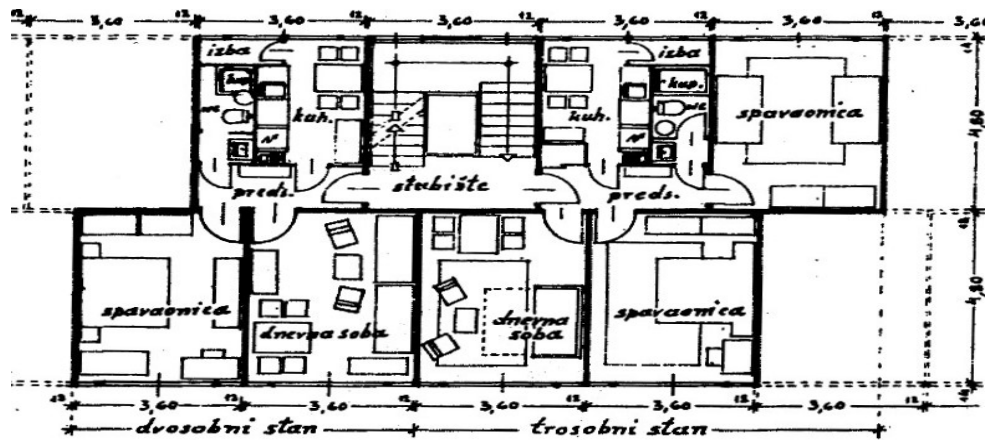 12 3,60 12 3,60 12 3,60 12 3,60 12 3,60 12 3,60
izba izba
kup. kup.
wc wc
kuh. kuh. spavaonica 4,80
N N
preds. stubište preds.
spavaonica dnevna soba dnevna soba spavaonica 4,80
12 3,60 12 3,60 12 3,60 12 3,60 12 3,60 12
dvosobni stan trosobni stan